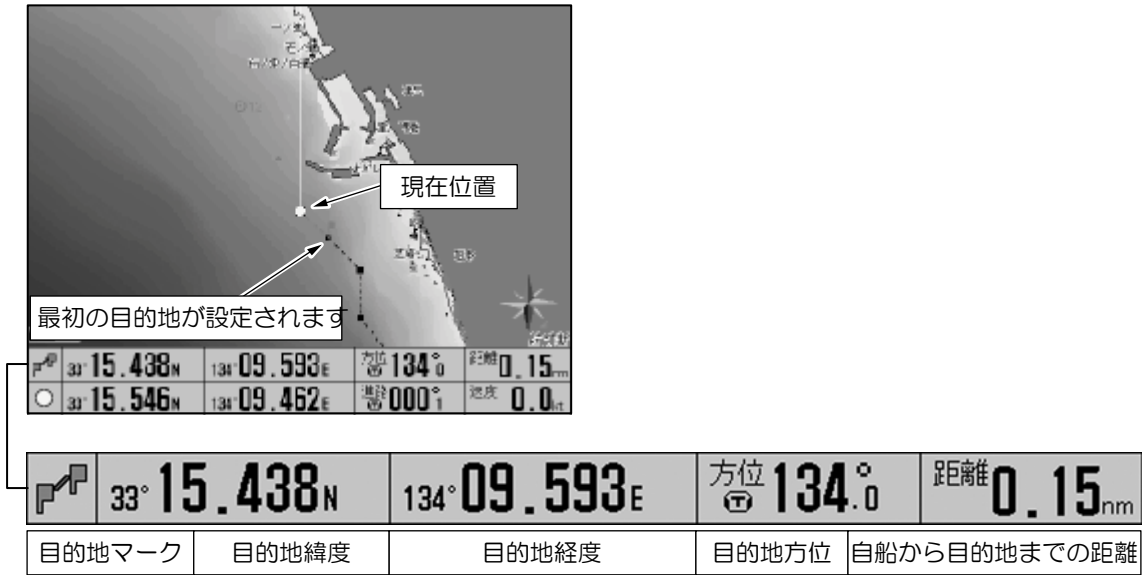 現在位置
最初の目的地が設定されます
33°15.438N 134°09.593E 方位 T 134°.0 距離 0.15nm
33°15.546N 134°09.462E 進路 T 000°.1 速度 0.0kt
33°15.438N 134°09.593E 方位 T 134°.0 距離 0.15nm
目的地マーク 目的地緯度 目的地経度 目的地方位 自船から目的地までの距離